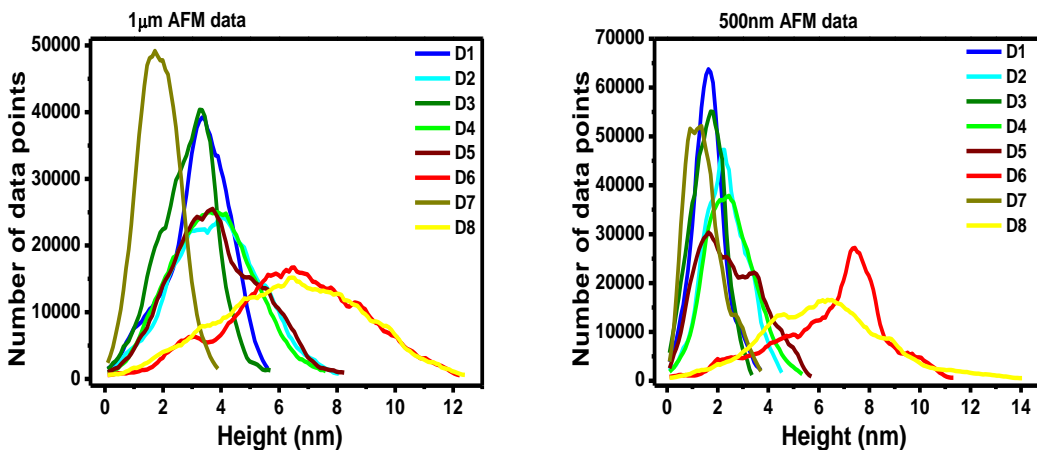 1μm AFM data
50000
40000
30000
20000
10000
0
Number of data points
0 2 4 6 8 10 12
Height (nm)
D1
D2
D3
D4
D5
D6
D7
D8
500nm AFM data
70000
60000
50000
40000
30000
20000
10000
0
Number of data points
0 2 4 6 8 10 12 14
Height (nm)
D1
D2
D3
D4
D5
D6
D7
D8